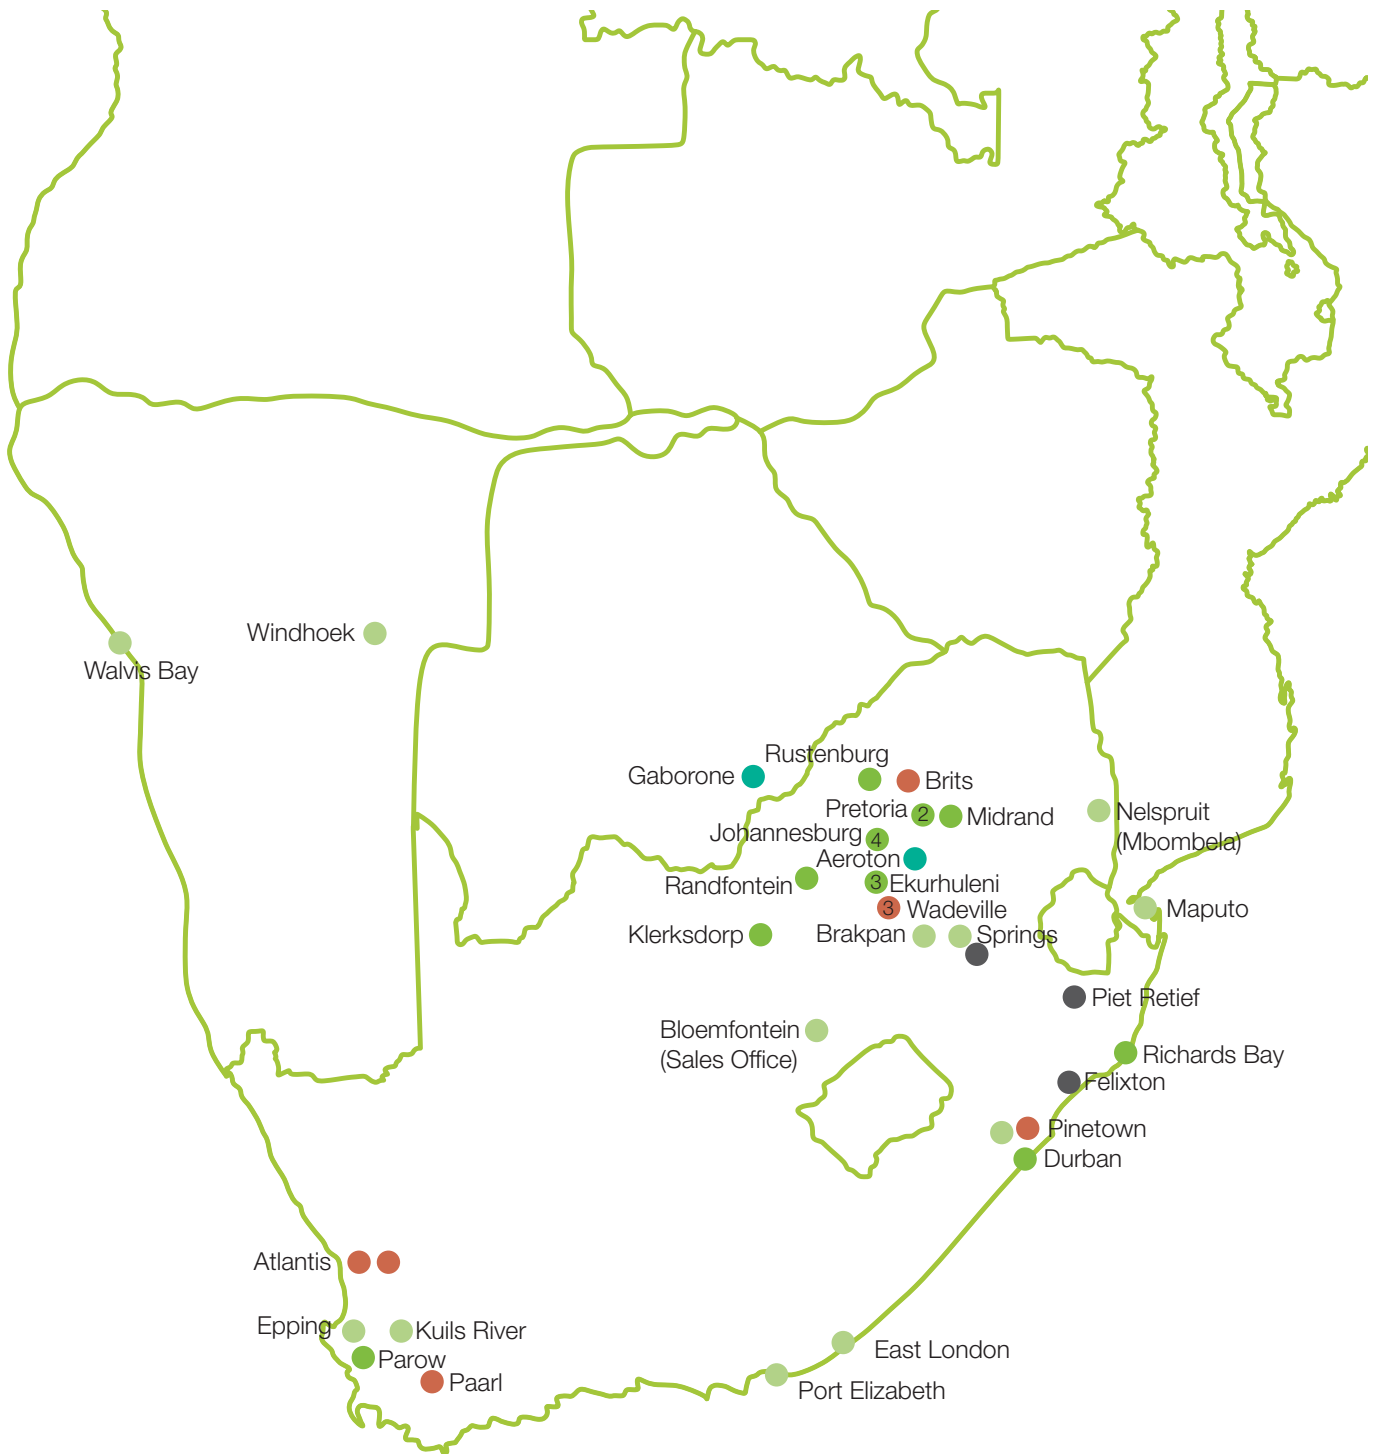 Windhoek
Walvis Bay
Rustenburg
Gaborone
Brits
Pretoria
2
Midrand
Nelspruit
(Mbombela)
Johannesburg
4
Aeroton
Randfontein
3
Ekurhuleni
3
Wadeville
Maputo
Klerksdorp
Brakpan
Springs
Piet Retief
Bloemfontein
(Sales Office)
Richards Bay
Felixton
Pinetown
Durban
Atlantis
Epping
Kuils River
Parow
Paarl
East London
Port Elizabeth